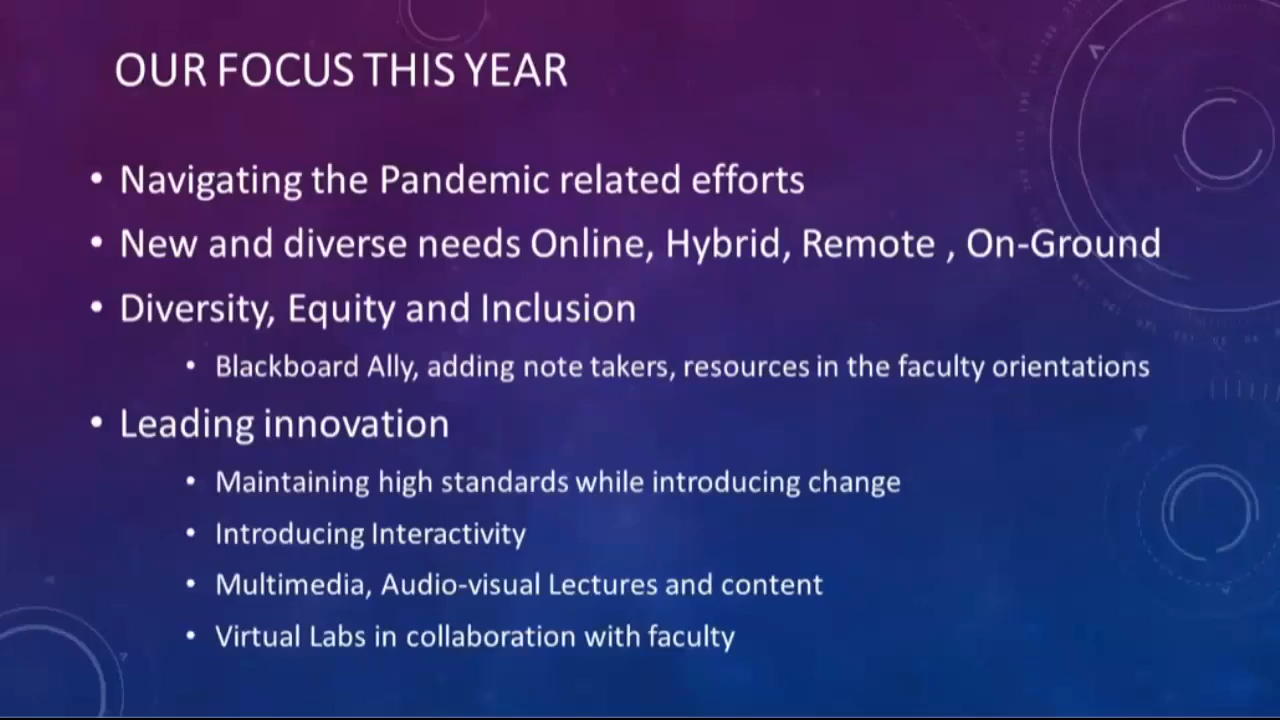 OUR FOCUS THIS YEAR
• Navigating the Pandemic related efforts
• New and diverse needs Online, Hybrid, Remote , On-Ground
• Diversity, Equity and Inclusion
• Blackboard Ally, adding note takers, resources in the faculty orientations
• Leading innovation
• Maintaining high standards while introducing change
• Introducing Interactivity
• Multimedia, Audio-visual Lectures and content
• Virtual Labs in collaboration with faculty